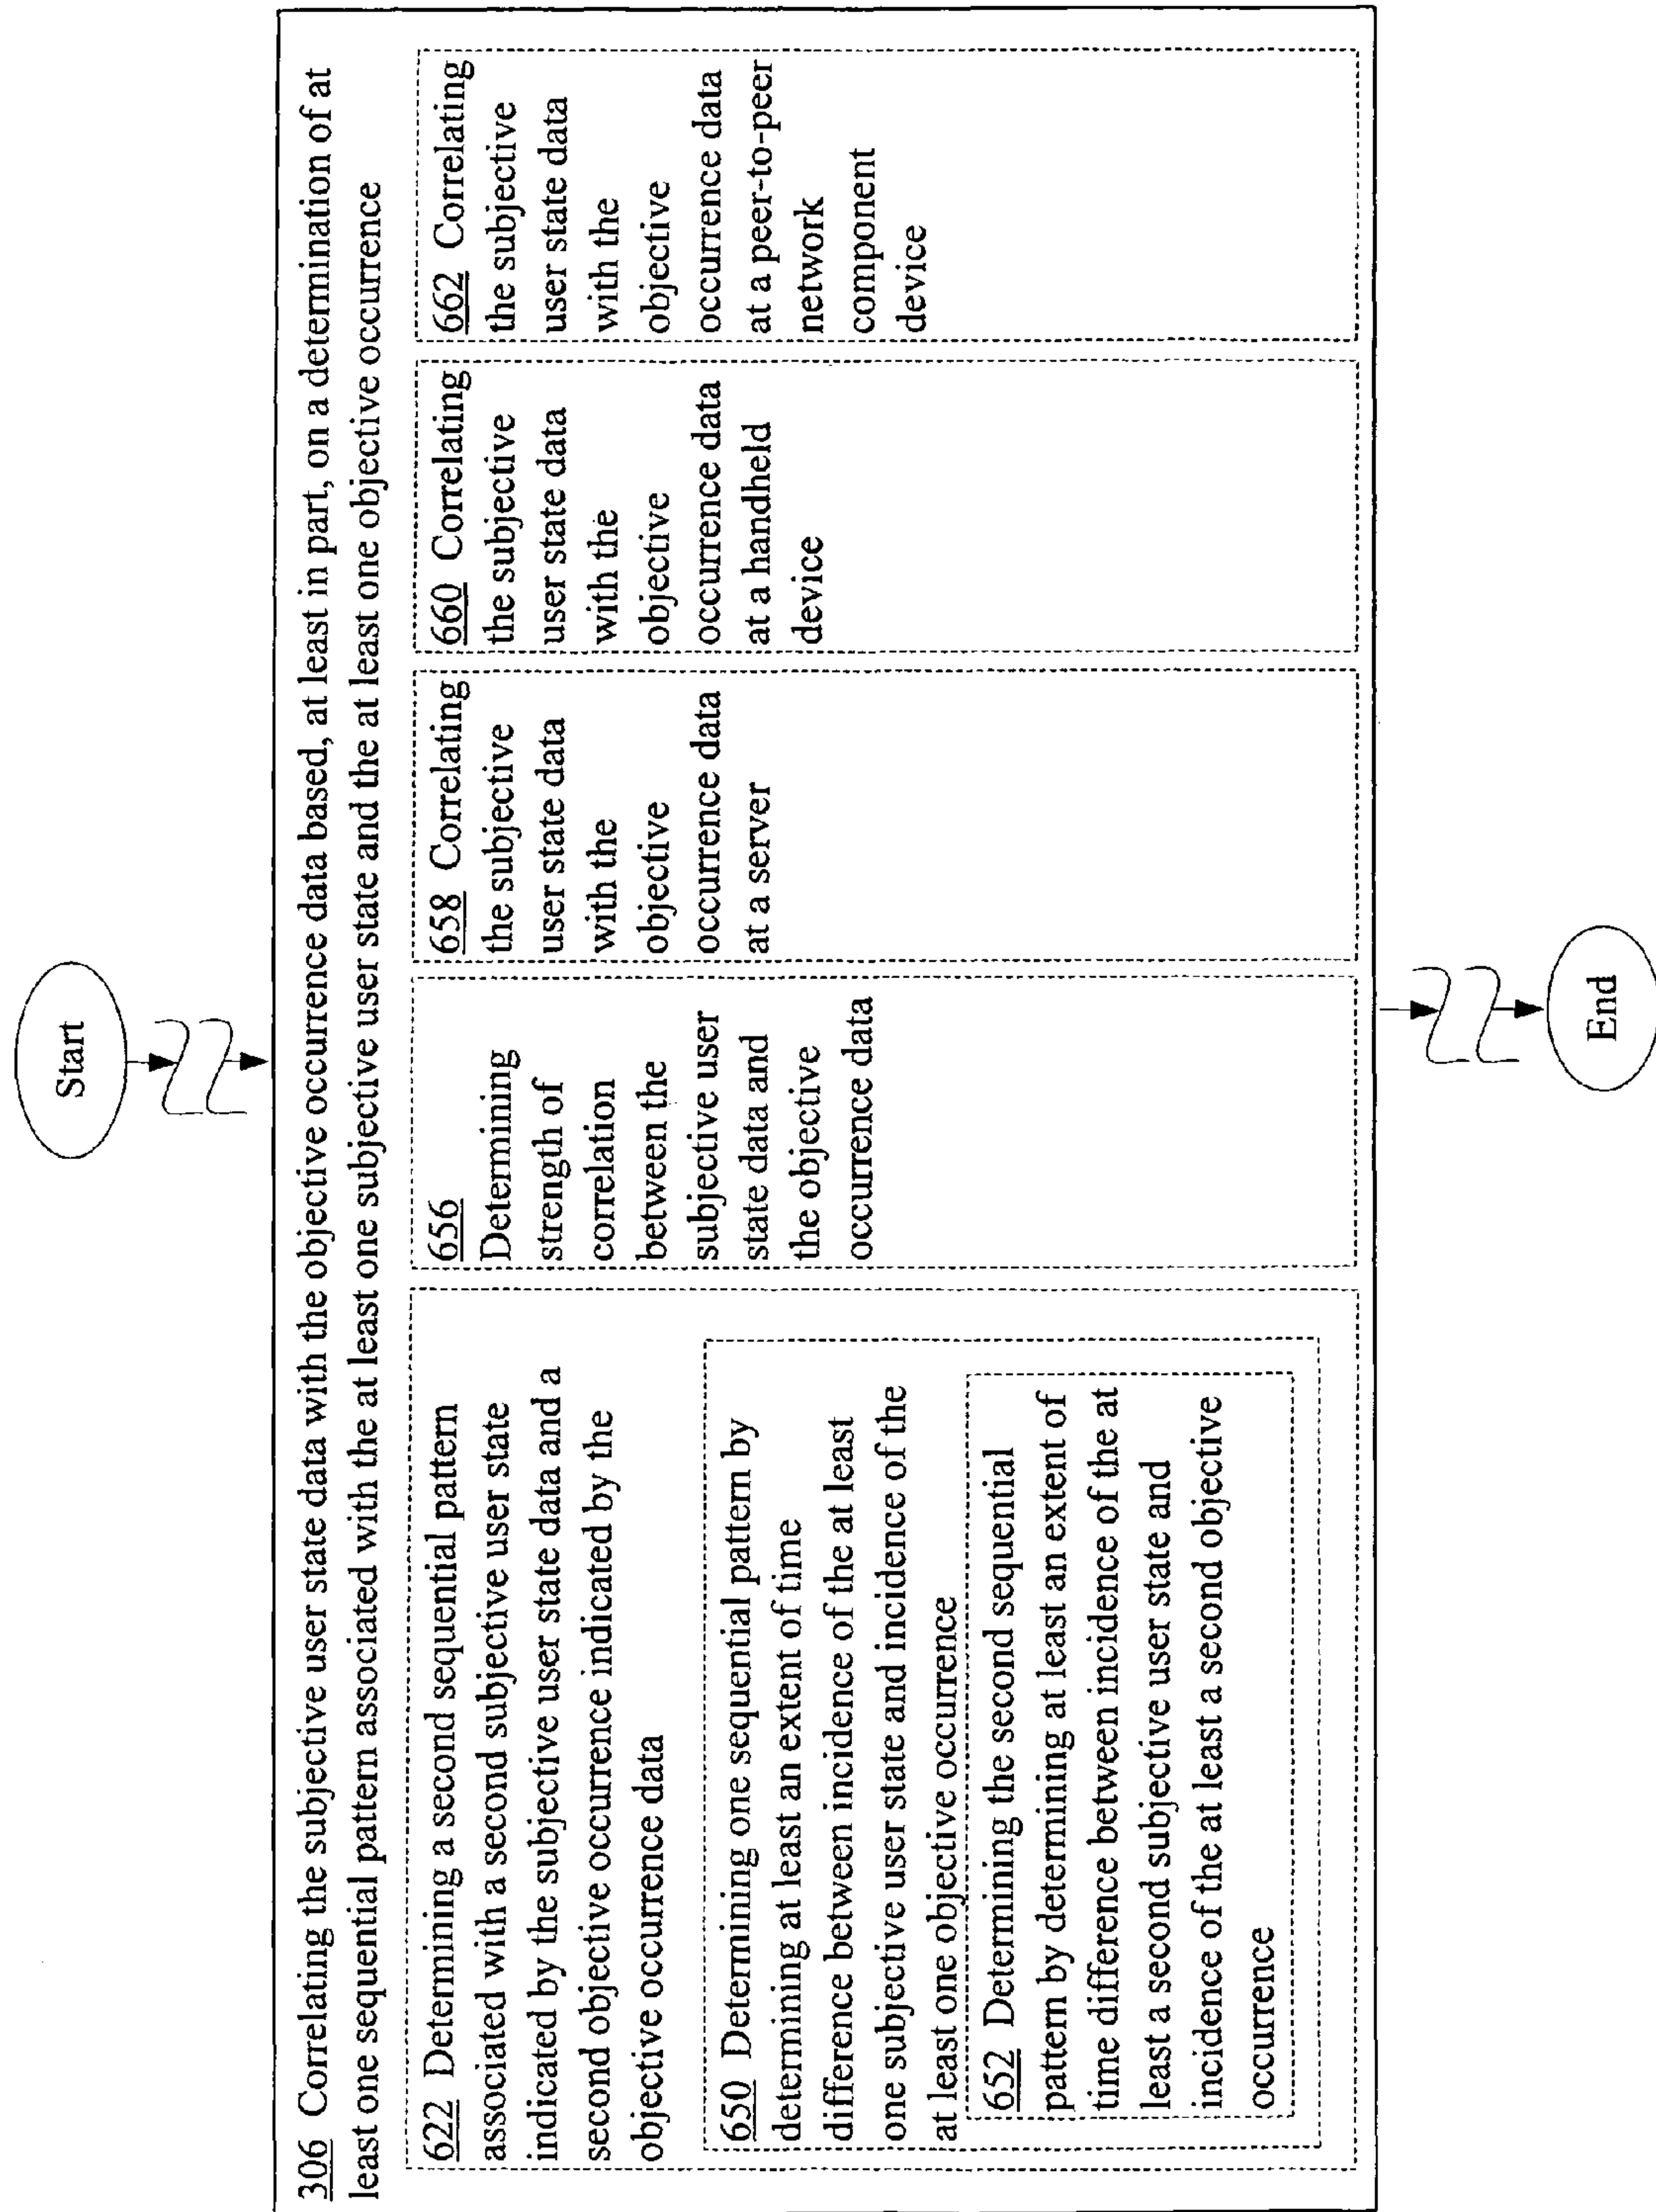 Start
306 Correlating the subjective user state data with the objective occurrence data based, at least in part, on a determination of at
least one sequential pattern associated with the at least one subjective user state and the at least one objective occurrence
622 Determining a second sequential pattern
associated with a second subjective user state
indicated by the subjective user state data and a
second objective occurrence indicated by the
objective occurrence data
650 Determining one sequential pattern by
determining at least an extent of time
difference between incidence of the at least
one subjective user state and incidence of the
at least one objective occurrence
652 Determining the second sequential
pattern by determining at least an extent of
time difference between incidence of the at
least a second subjective user state and
incidence of the at least a second objective
occurrence
656
Determining
strength of
correlation
between the
subjective user
state data and
the objective
occurrence data
658 Correlating
the subjective
user state data
with the
objective
occurrence data
at a server
660 Correlating
the subjective
user state data
with the
objective
occurrence data
at a handheld
device
662 Correlating
the subjective
user state data
with the
objective
occurrence data
at a peer-to-peer
network
component
device
End